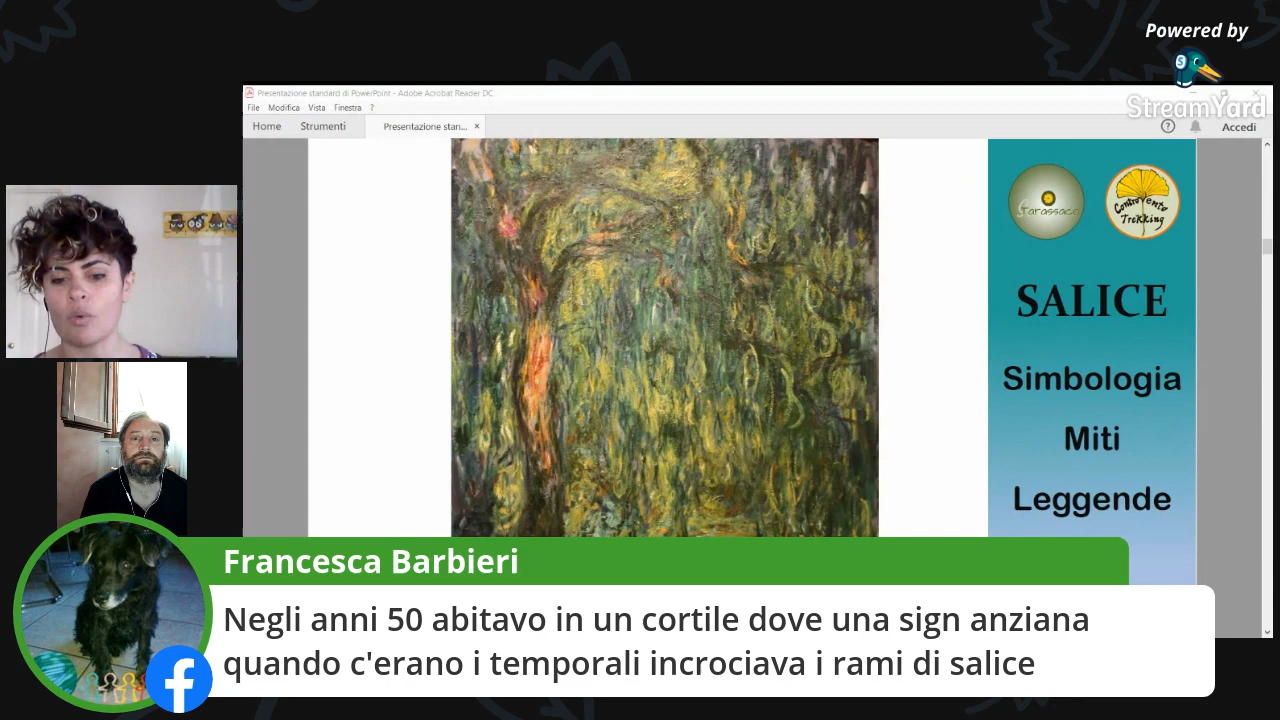 Powered by
StreamYard
Presentazione standard di PowerPoint - Adobe Acrobat Reader DC
File Modifica Vista Finestra ?
Home Strumenti Presentazione stan... × ? Accedi
Tarassaco
ControVento
Trekking
SALICE
Simbologia
Miti
Leggende
Francesca Barbieri
Negli anni 50 abitavo in un cortile dove una sign anziana
quando c'erano i temporali incrociava i rami di salice